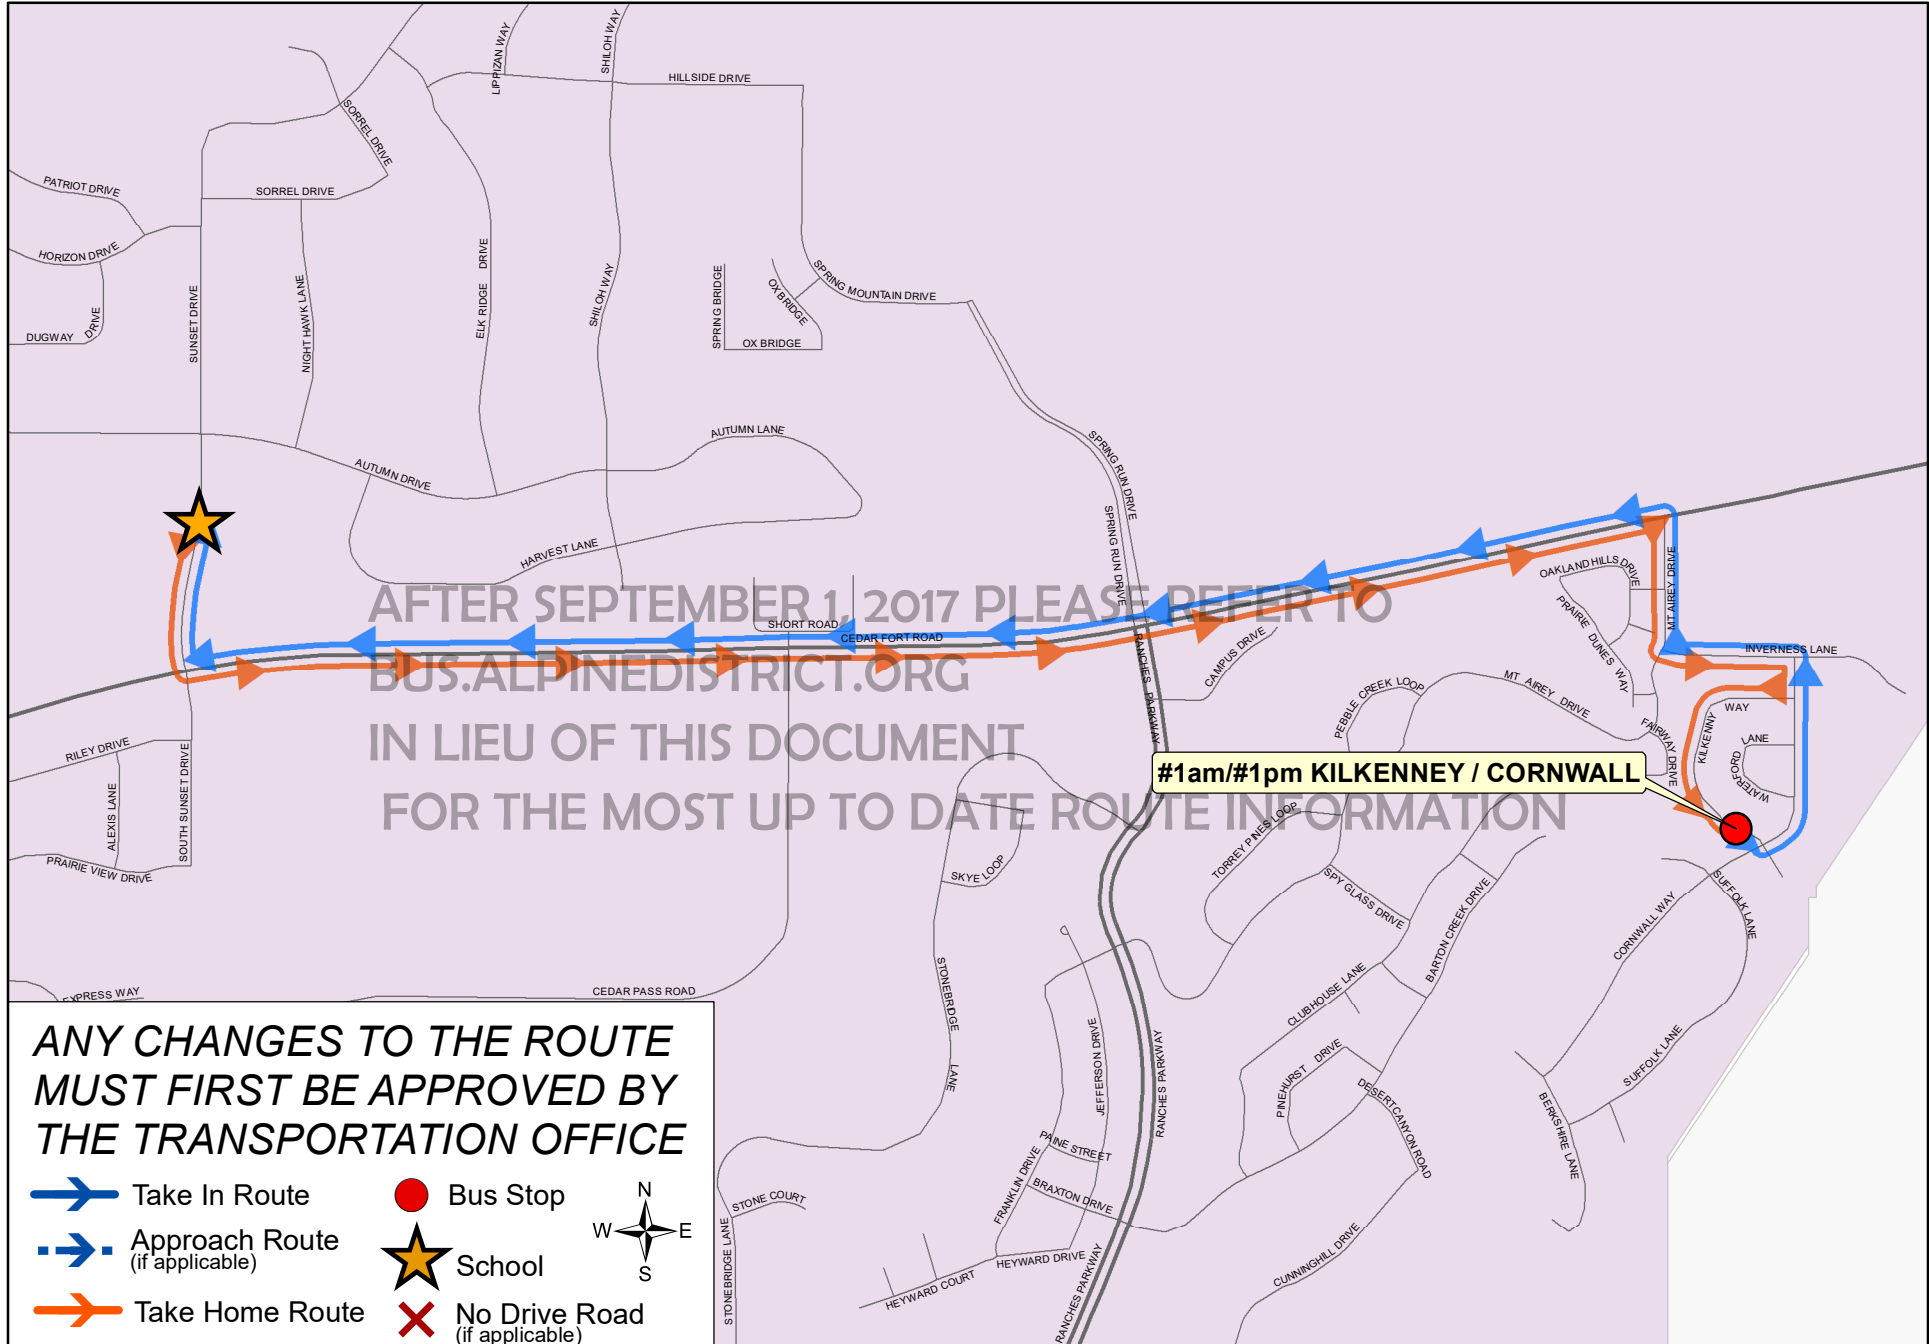 LIPPIZAN WAY
SHILOH WAY
HILLSIDE DRIVE
SORREL DRIVE
PATRIOT DRIVE
SORREL DRIVE
HORIZON DRIVE
DUGWAY DRIVE
SUNSET DRIVE
NIGHT HAWK LANE
ELK RIDGE DRIVE
SHILOH WAY
SPRING BRIDGE
OX BRIDGE
OX BRIDGE
SPRING MOUNTAIN DRIVE
AUTUMN LANE
AUTUMN DRIVE
HARVEST LANE
SPRING RUN DRIVE
SPRING RUN DRIVE
OAKLAND HILLS DRIVE
MT AIREY DRIVE
PRAIRIE DUNES WAY
AFTER SEPTEMBER 1, 2017 PLEASE REFER TO
SHORT ROAD
CEDAR FORT ROAD
BUS.ALPINEDISTRICT.ORG
IN LIEU OF THIS DOCUMENT
FOR THE MOST UP TO DATE ROUTE INFORMATION
RANCHES PARKWAY
CAMPUS DRIVE
INVERNESS LANE
PEBBLE CREEK LOOP
MT AIREY DRIVE
FAIRWAY DRIVE
KILKENNY WAY
WATERFORD LANE
#1am/#1pm KILKENNEY / CORNWALL
RILEY DRIVE
ALEXIS LANE
SOUTH SUNSET DRIVE
PRAIRIE VIEW DRIVE
SKYE LOOP
TORREY PINES LOOP
SPY GLASS DRIVE
BARTON CREEK DRIVE
SUFFOLK LANE
CORNWALL WAY
STONEBRIDGE LANE
CLUBHOUSE LANE
EXPRESS WAY
CEDAR PASS ROAD
JEFFERSON DRIVE
RANCHES PARKWAY
PINEHURST DRIVE
DESERT CANYON ROAD
SUFFOLK LANE
BERKSHIRE LANE
PAINE STREET
FRANKLIN DRIVE
BRAXTON DRIVE
STONE COURT
STONEBRIDGE LANE
HEYWARD DRIVE
HEYWARD COURT
RANCHES PARKWAY
CUNNINGHILL DRIVE
ANY CHANGES TO THE ROUTE
MUST FIRST BE APPROVED BY
THE TRANSPORTATION OFFICE
Take In Route
Bus Stop
Approach Route
(if applicable)
School
Take Home Route
No Drive Road
(if applicable)
N
W E
S